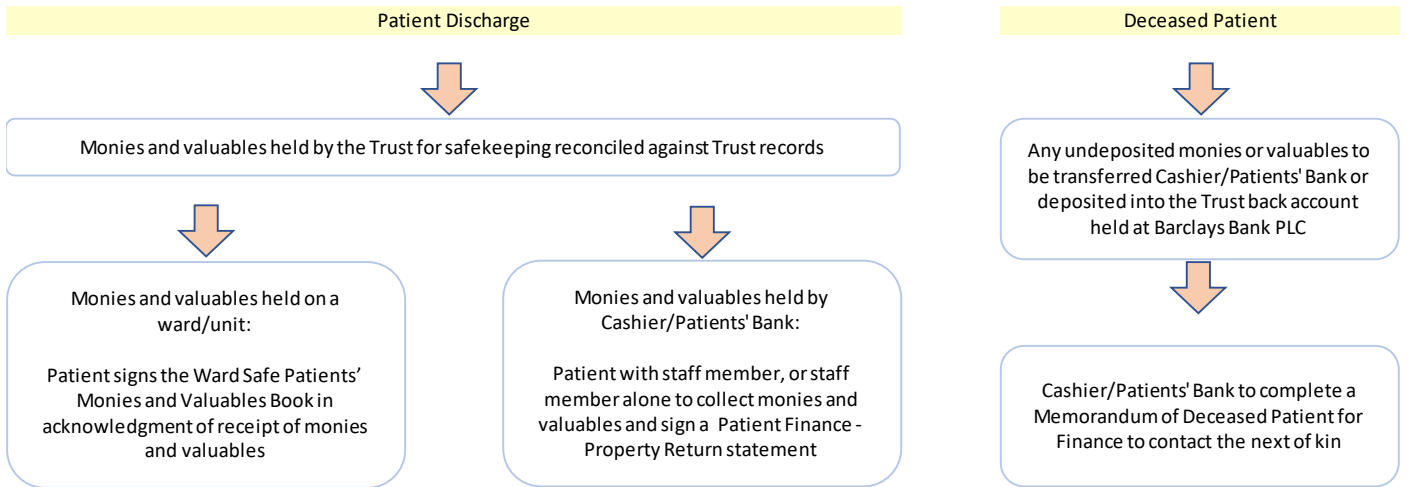 Patient Discharge
Monies and valuables held by the Trust for safekeeping reconciled against Trust records
Monies and valuables held on a
ward/unit:
Patient signs the Ward Safe Patients’
Monies and Valuables Book in
acknowledgment of receipt of monies
and valuables
Monies and valuables held by
Cashier/Patients' Bank:
Patient with staff member, or staff
member alone to collect monies and
valuables and sign a Patient Finance -
Property Return statement
Deceased Patient
Any undeposited monies or valuables to
be transferred Cashier/Patients' Bank or
deposited into the Trust back account
held at Barclays Bank PLC
Cashier/Patients' Bank to complete a
Memorandum of Deceased Patient for
Finance to contact the next of kin